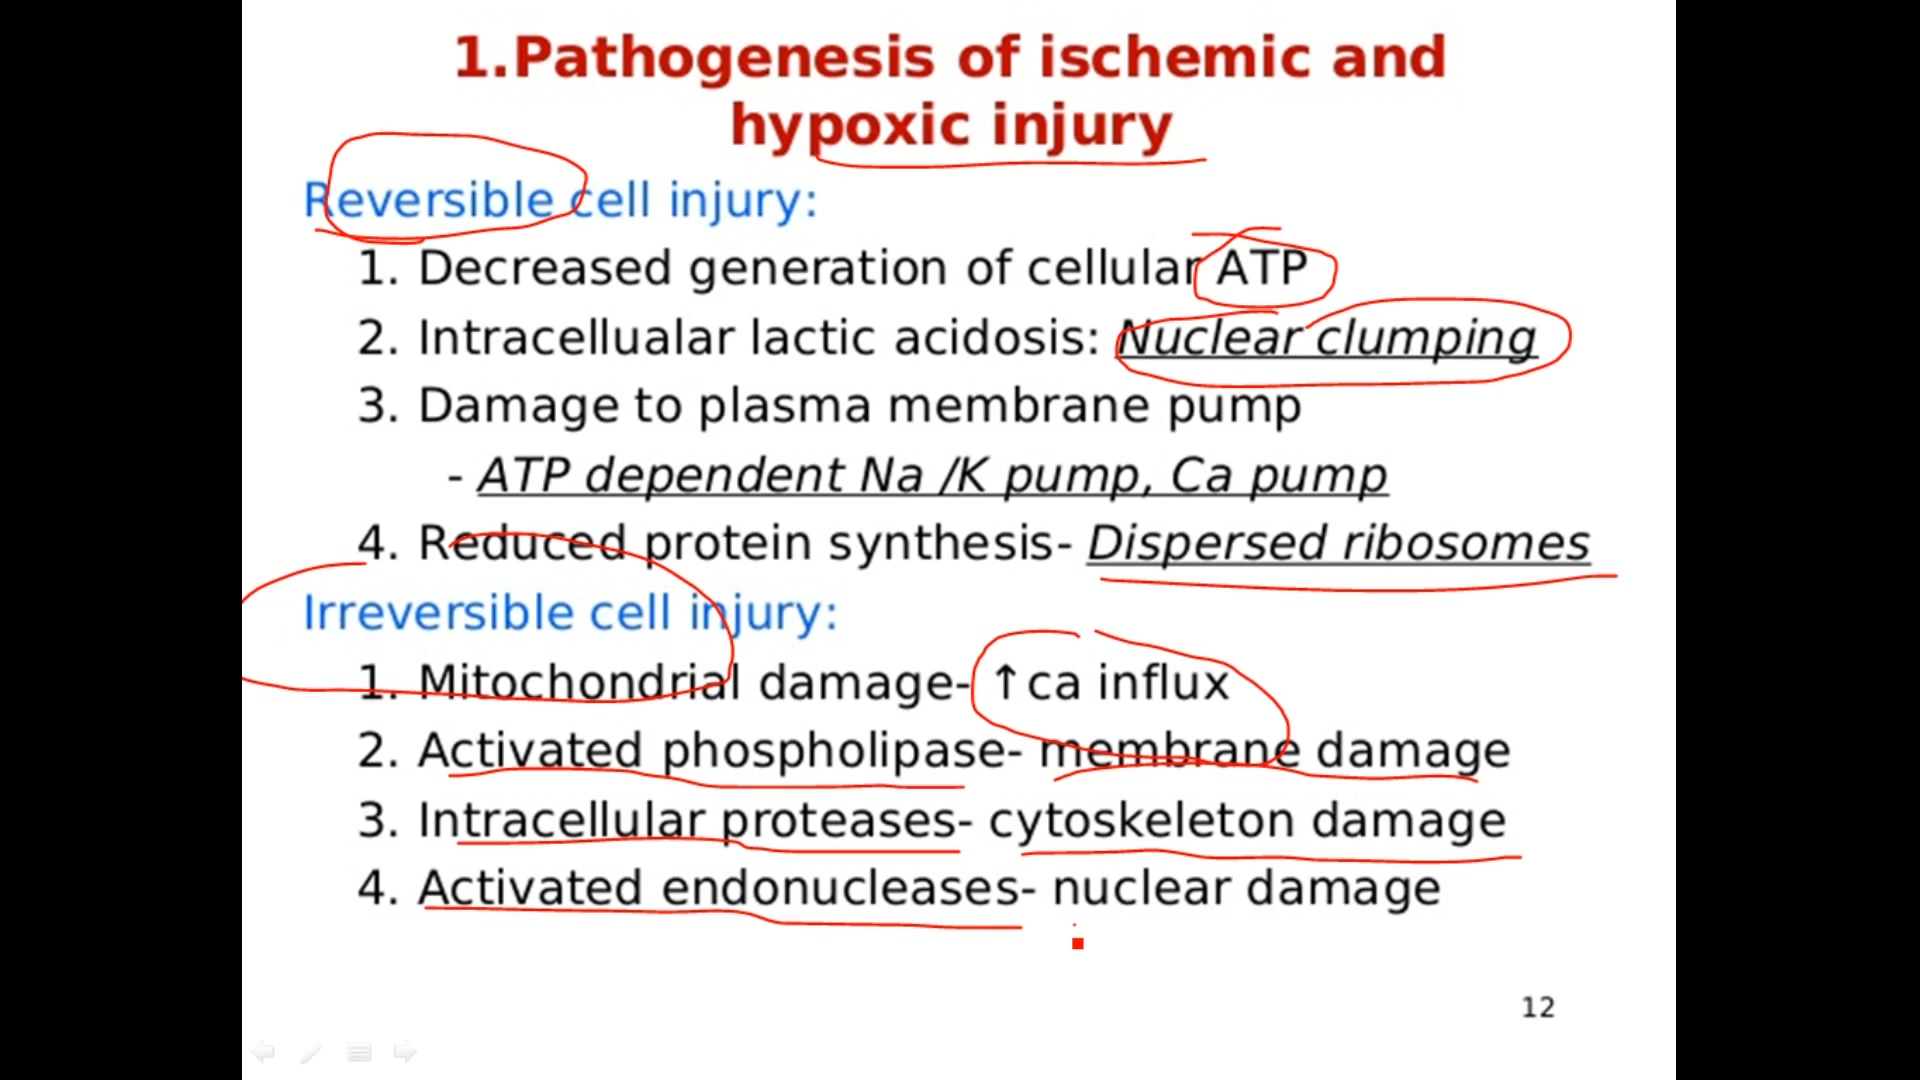 1.Pathogenesis of ischemic and
hypoxic injury
Reversible cell injury:
1. Decreased generation of cellular ATP
2. Intracellualar lactic acidosis: Nuclear clumping
3. Damage to plasma membrane pump
- ATP dependent Na /K pump, Ca pump
4. Reduced protein synthesis- Dispersed ribosomes
Irreversible cell injury:
1. Mitochondrial damage- ↑ca influx
2. Activated phospholipase- membrane damage
3. Intracellular proteases- cytoskeleton damage
4. Activated endonucleases- nuclear damage
12